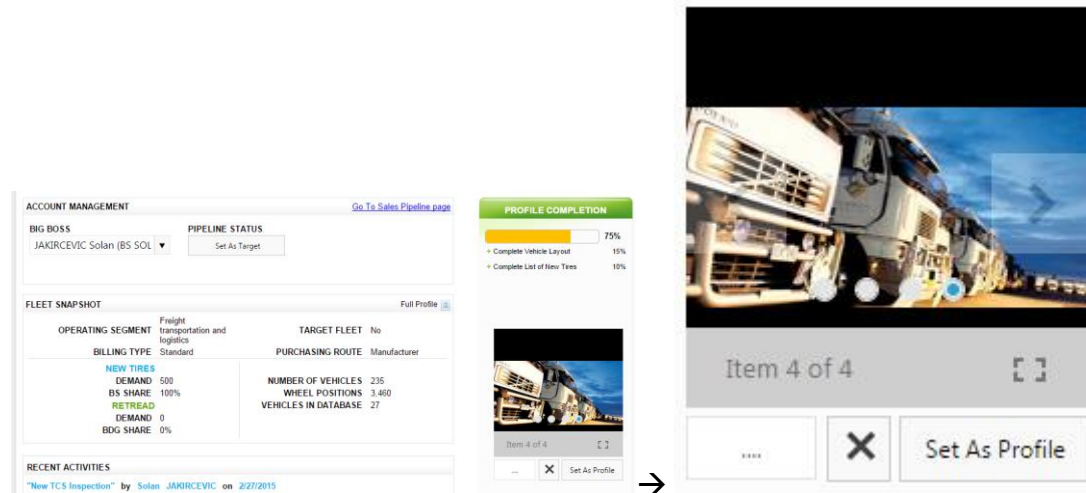 ACCOUNT MANAGEMENT Go To Sales Pipeline page
BIG BOSS PIPELINE STATUS
JAKIRCEVIC Solan (BS SOL Set As Target
FLEET SNAPSHOT Full Profile
OPERATING SEGMENT Freight transportation and logistics TARGET FLEET No
BILLING TYPE Standard PURCHASING ROUTE Manufacturer
NEW TIRES
DEMAND 500 NUMBER OF VEHICLES 235
BS SHARE 100% WHEEL POSITIONS 3.460
RETREAD VEHICLES IN DATABASE 27
DEMAND 0
BDG SHARE 0%
RECENT ACTIVITIES
"New TCS Inspection" by Solan JAKIRCEVIC on 2/27/2015
PROFILE COMPLETION
75%
+ Complete Vehicle Layout 15%
+ Complete List of New Tires 10%
Item 4 of 4
... Set As Profile
→
Item 4 of 4
.... Set As Profile